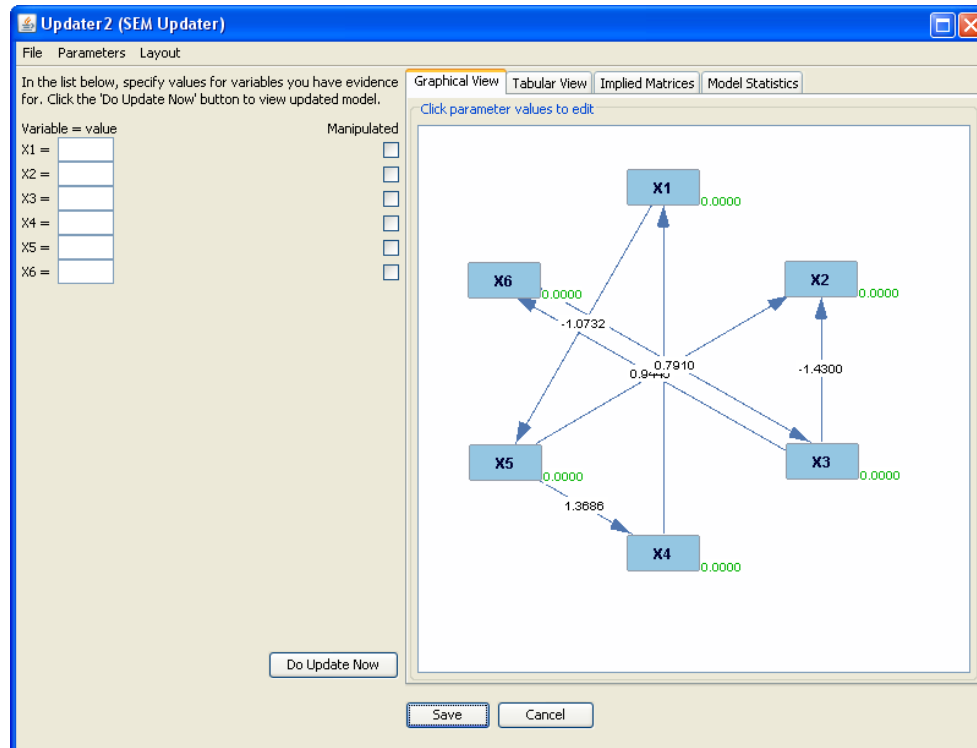 Updater2 (SEM Updater)
File Parameters Layout
In the list below, specify values for variables you have evidence
for. Click the 'Do Update Now' button to view updated model.
Variable = value Manipulated
X1 =
X2 =
X3 =
X4 =
X5 =
X6 =
Do Update Now
Graphical View Tabular View Implied Matrices Model Statistics
Click parameter values to edit
X1
0.0000
X6
0.0000
X2
0.0000
-1.0732
0.7910
-1.4300
X5
0.0000
X3
0.0000
1.3686
X4
0.0000
Save Cancel